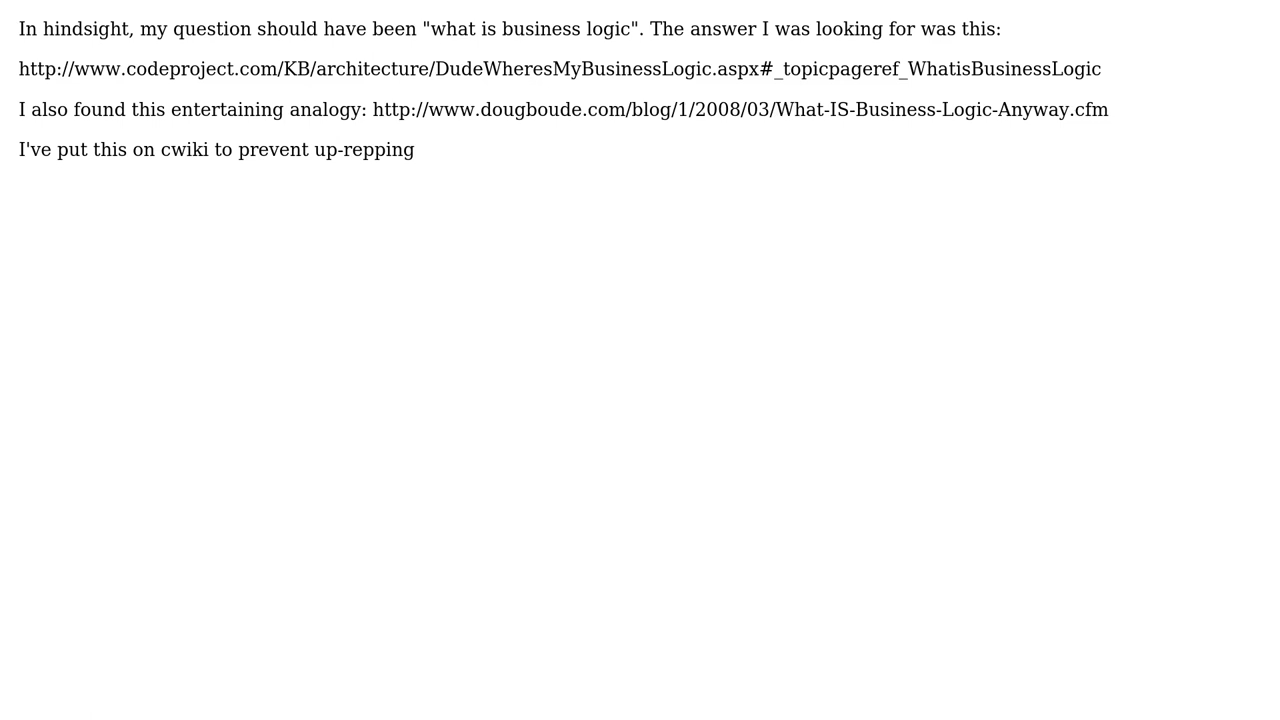 In hindsight, my question should have been "what is business logic". The answer I was looking for was this:
http://www.codeproject.com/KB/architecture/DudeWheresMyBusinessLogic.aspx#_topicpageref_WhatisBusinessLogic
I also found this entertaining analogy: http://www.dougboude.com/blog/1/2008/03/What-IS-Business-Logic-Anyway.cfm
I've put this on cwiki to prevent up-repping